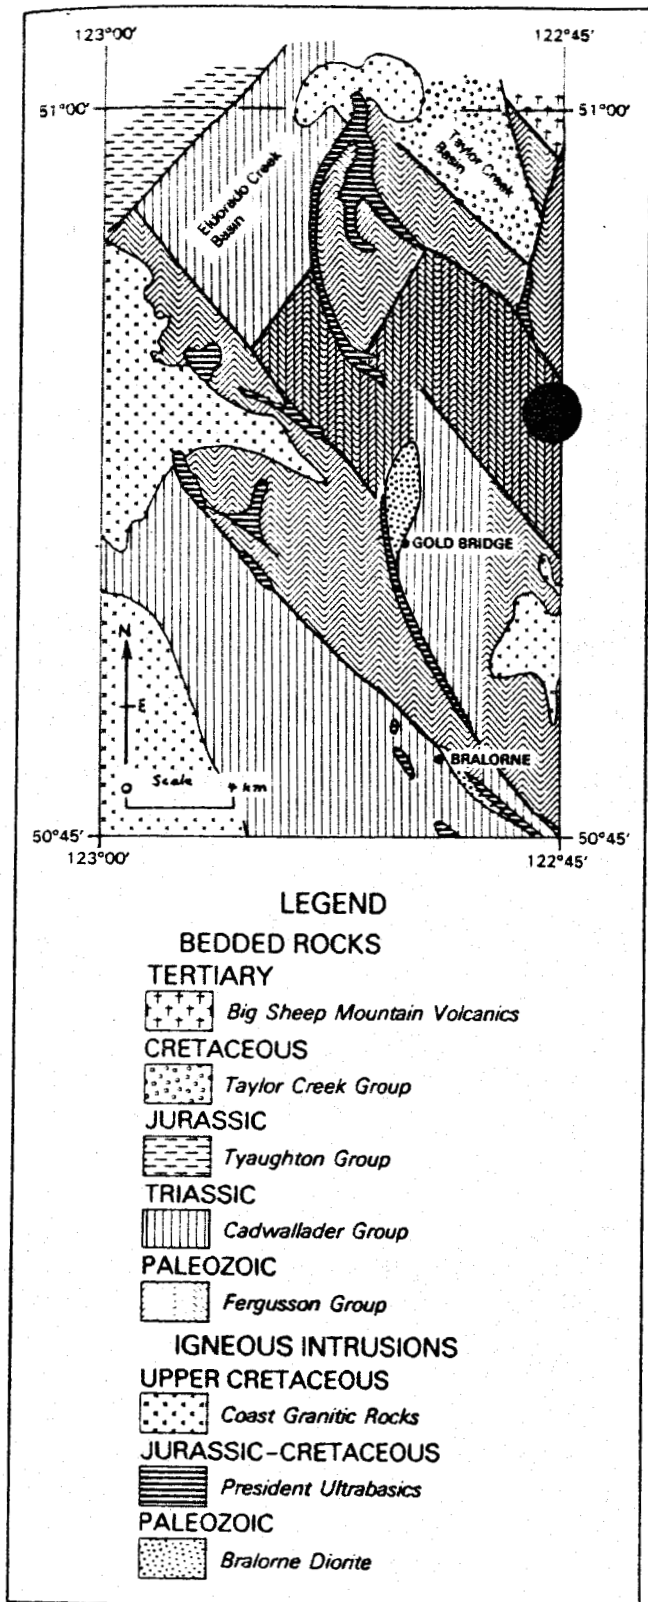 123°00'
122°45'
51°00'
51°00'
Taylor Creek
Basin
Eldorado Creek
Basin
GOLD BRIDGE
N
E
BRALORNE
Scale
0 4 km
50°45'
50°45'
123°00'
122°45'
LEGEND
BEDDED ROCKS
TERTIARY
Big Sheep Mountain Volcanics
CRETACEOUS
Taylor Creek Group
JURASSIC
Tyaughton Group
TRIASSIC
Cadwallader Group
PALEOZOIC
Fergusson Group
IGNEOUS INTRUSIONS
UPPER CRETACEOUS
Coast Granitic Rocks
JURASSIC-CRETACEOUS
President Ultrabasics
PALEOZOIC
Bralorne Diorite